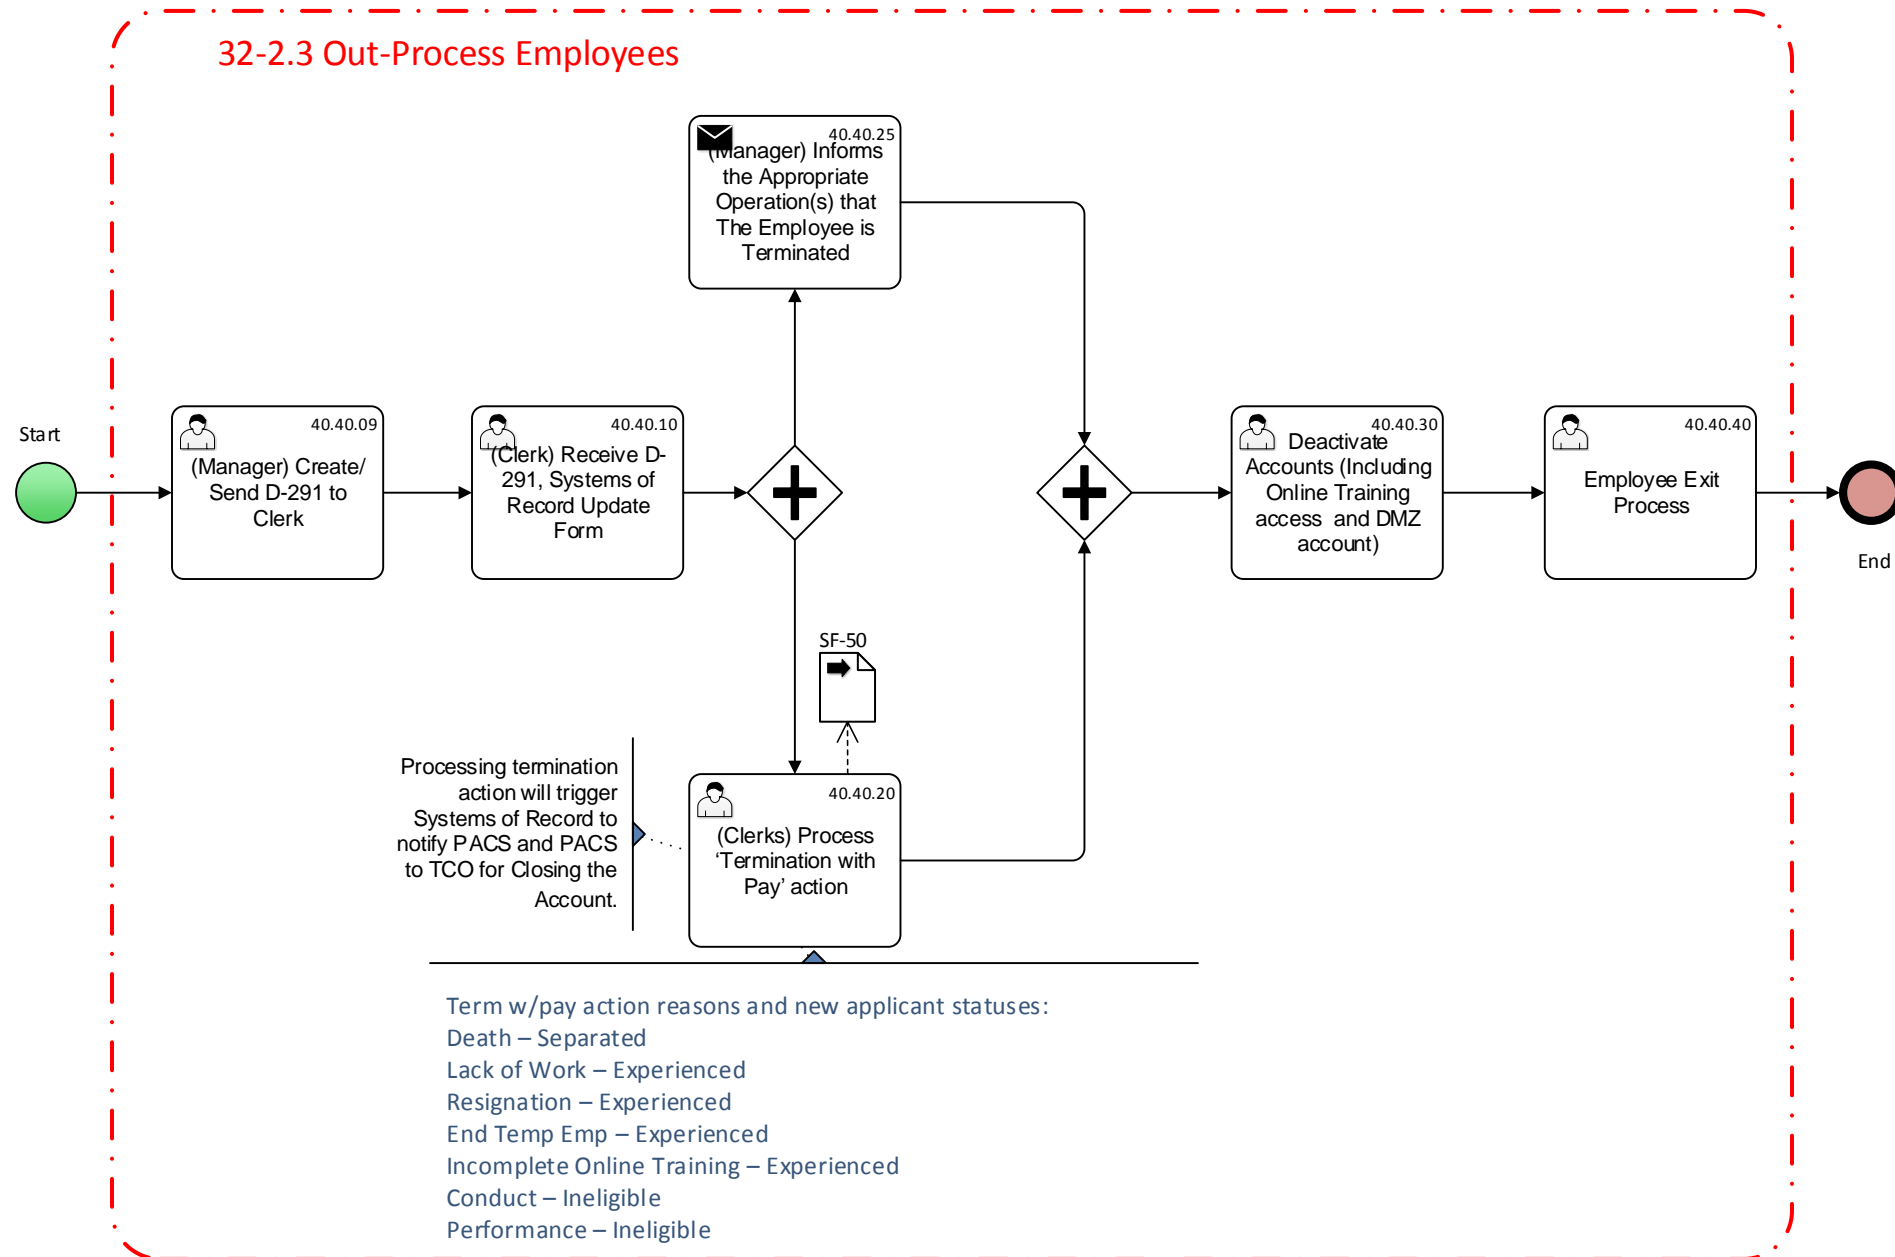 32-2.3 Out-Process Employees
40.40.25
(Manager) Informs
the Appropriate
Operation(s) that
The Employee is
Terminated
Start
40.40.09
(Manager) Create/
Send D-291 to
Clerk
40.40.10
(Clerk) Receive D-
291, Systems of
Record Update
Form
40.40.30
Deactivate
Accounts (Including
Online Training
access and DMZ
account)
40.40.40
Employee Exit
Process
End
SF-50
Processing termination
action will trigger
Systems of Record to
notify PACS and PACS
to TCO for Closing the
Account.
40.40.20
(Clerks) Process
‘Termination with
Pay’ action
Term w/pay action reasons and new applicant statuses:
Death – Separated
Lack of Work – Experienced
Resignation – Experienced
End Temp Emp – Experienced
Incomplete Online Training – Experienced
Conduct – Ineligible
Performance – Ineligible